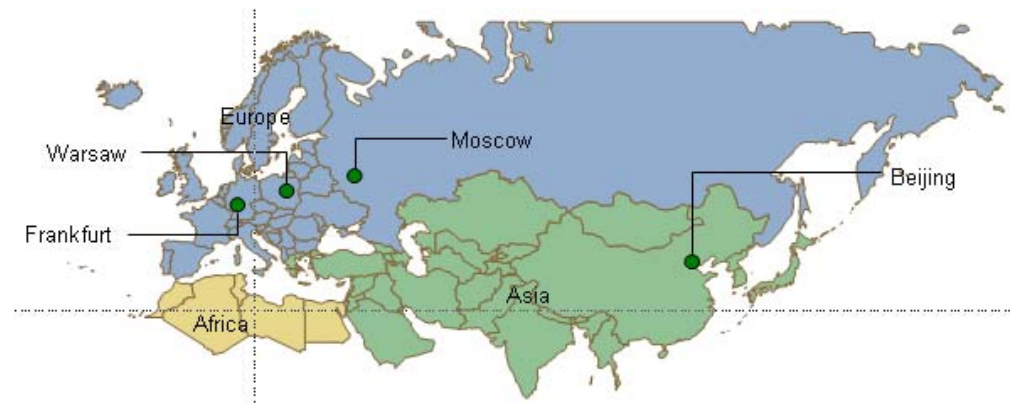 Europe
Moscow
Warsaw
Beijing
Frankfurt
Asia
Africa